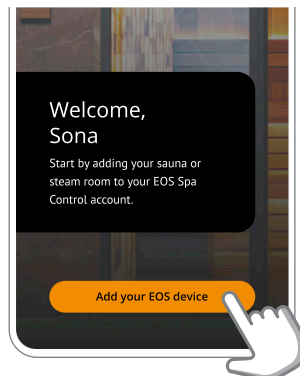 Welcome,
Sona
Start by adding your sauna or
steam room to your EOS Spa
Control account.
Add your EOS device